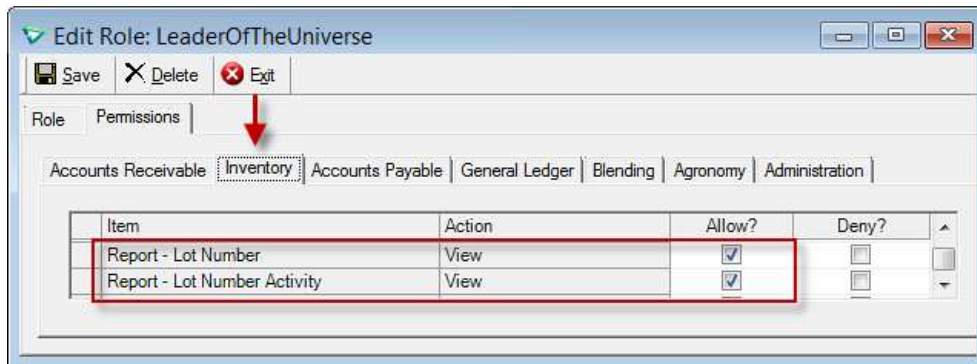 Edit Role: LeaderOfTheUniverse
Save Delete Exit
Role Permissions
Accounts Receivable Inventory Accounts Payable General Ledger Blending Agronomy Administration
Item Action Allow? Deny?
Report - Lot Number View
Report - Lot Number Activity View